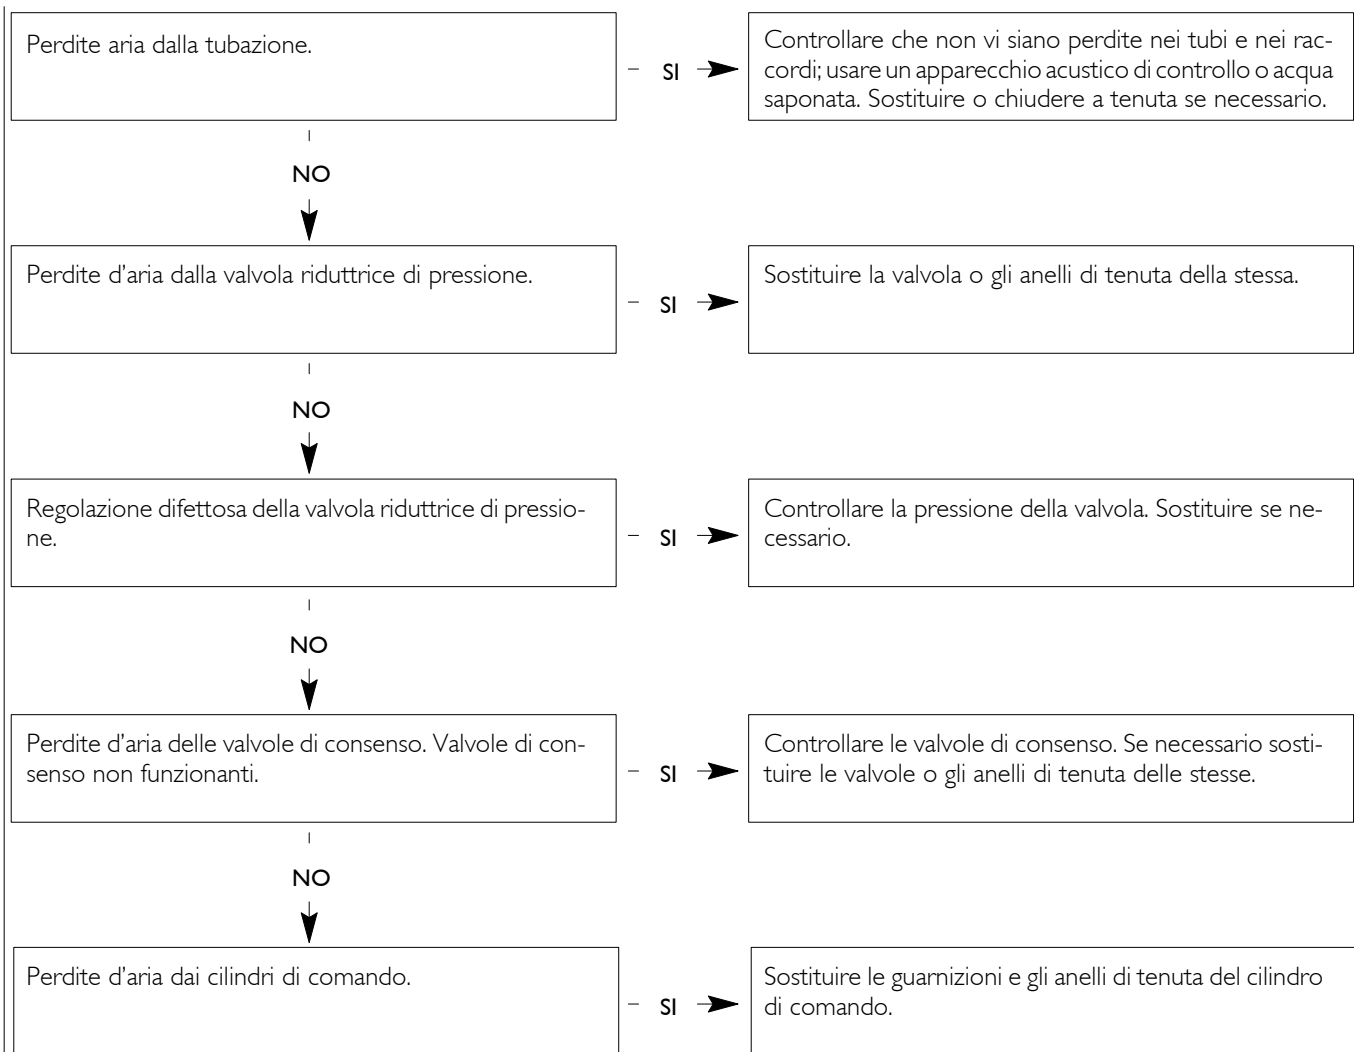 Perdite aria dalla tubazione.
SI
Controllare che non vi siano perdite nei tubi e nei rac-
cordi; usare un apparecchio acustico di controllo o acqua
saponata. Sostituire o chiudere a tenuta se necessario.
NO
Perdite d'aria dalla valvola riduttrice di pressione.
SI
Sostituire la valvola o gli anelli di tenuta della stessa.
NO
Regolazione difettosa della valvola riduttrice di pressio-
ne.
SI
Controllare la pressione della valvola. Sostituire se ne-
cessario.
NO
Perdite d'aria delle valvole di consenso. Valvole di con-
senso non funzionanti.
SI
Controllare le valvole di consenso. Se necessario sosti-
tuire le valvole o gli anelli di tenuta delle stesse.
NO
Perdite d'aria dai cilindri di comando.
SI
Sostituire le guarnizioni e gli anelli di tenuta del cilindro
di comando.